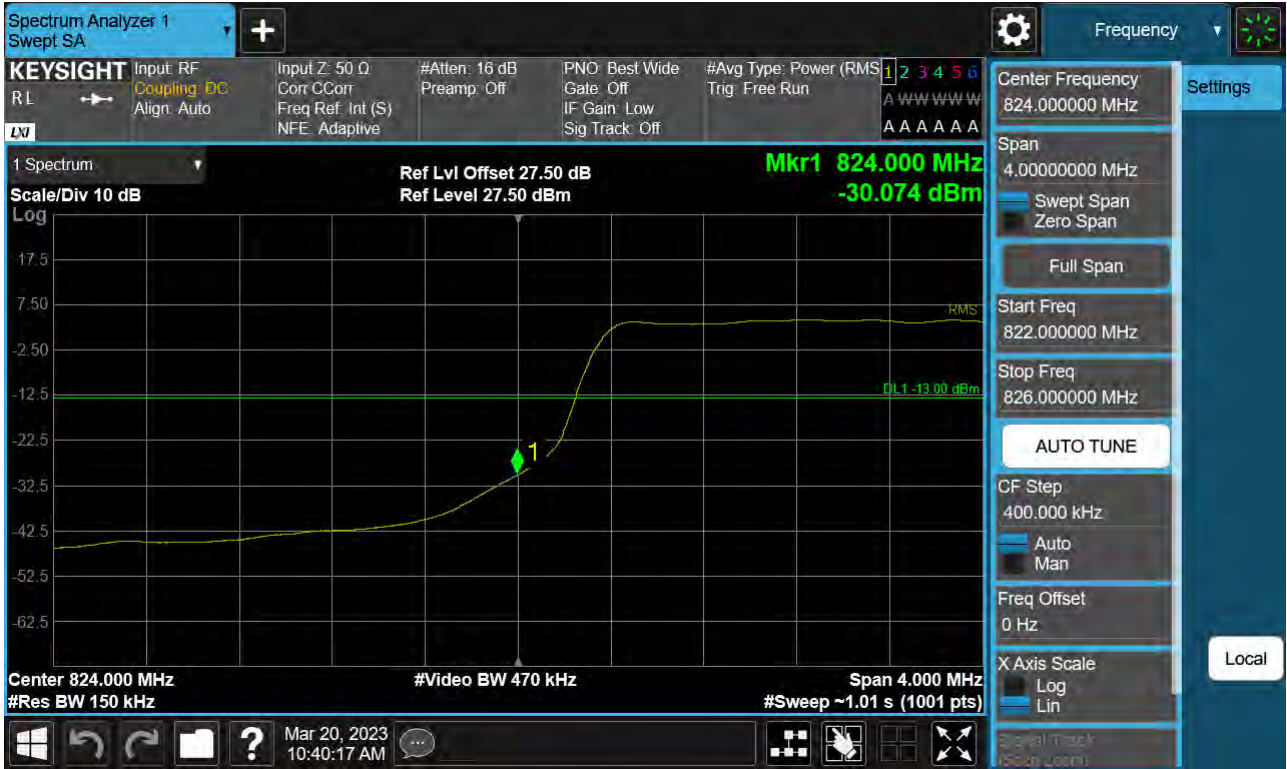 Spectrum Analyzer 1
Swept SA
+
Frequency
KEYSIGHT
RL
LXI
Input: RF
Coupling: DC
Align: Auto
Input Z: 50 Ω
Corr CCorr
Freq Ref: Int (S)
NFE: Adaptive
#Atten: 16 dB
Preamp: Off
PNO: Best Wide
Gate: Off
IF Gain: Low
Sig Track: Off
#Avg Type: Power (RMS
Trig: Free Run
1 2 3 4 5 6
A W W W W W
A A A A A A
1 Spectrum
Scale/Div 10 dB
Log
Ref Lvl Offset 27.50 dB
Ref Level 27.50 dBm
Mkr1 824.000 MHz
-30.074 dBm
17.5
7.50
-2.50
-12.5
-22.5
-32.5
-42.5
-52.5
-62.5
RMS
DL1 -13.00 dBm
1
Center 824.000 MHz
#Res BW 150 kHz
#Video BW 470 kHz
Span 4.000 MHz
#Sweep ~1.01 s (1001 pts)
Center Frequency
824.000000 MHz
Span
4.00000000 MHz
Swept Span
Zero Span
Full Span
Start Freq
822.000000 MHz
Stop Freq
826.000000 MHz
AUTO TUNE
CF Step
400.000 kHz
Auto
Man
Freq Offset
0 Hz
X Axis Scale
Log
Lin
Signal Track
(Span Zoom)
Settings
Local
?
Mar 20, 2023
10:40:17 AM